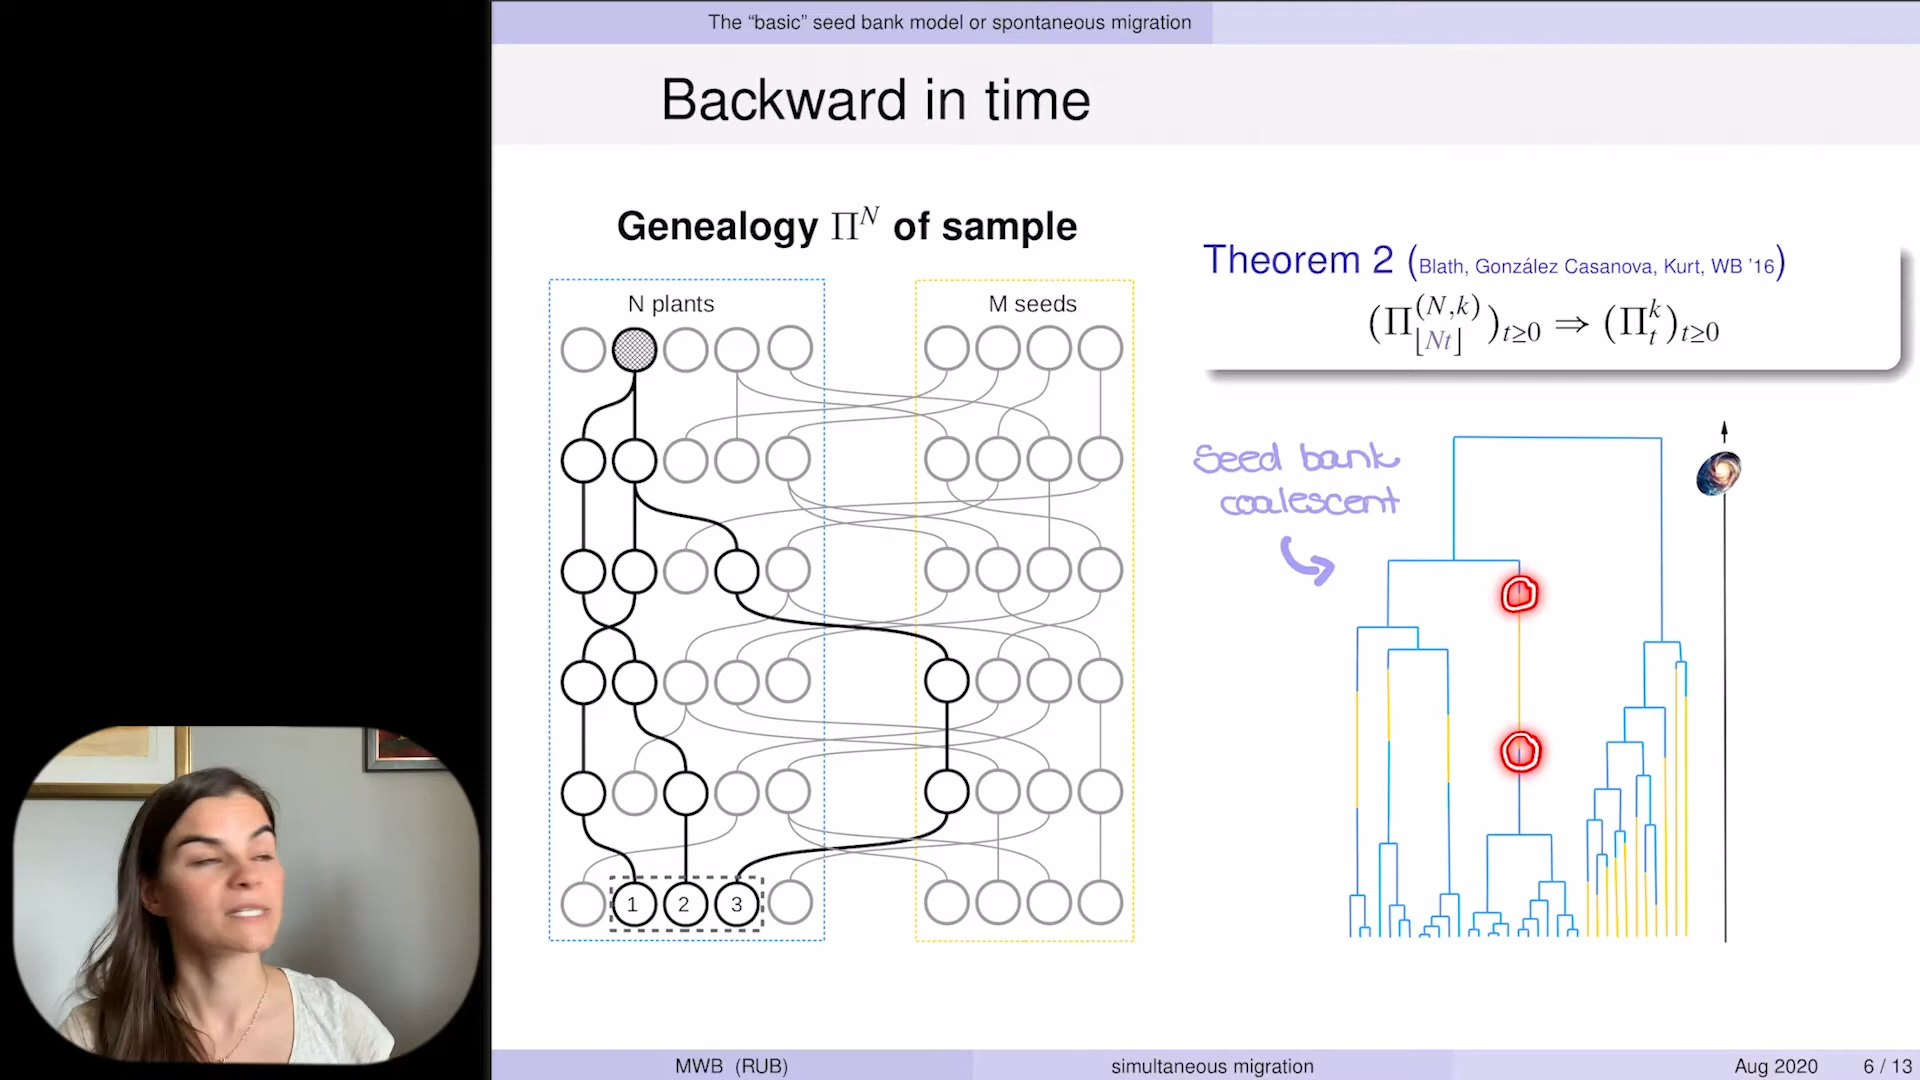 The “basic” seed bank model or spontaneous migration
Backward in time
Genealogy Π^N of sample
N plants
M seeds
1 2 3
Theorem 2 (Blath, González Casanova, Kurt, WB ’16)
(Π^{(N,k)}_{⌊Nt⌋})_{t≥0} ⇒ (Π^k_t)_{t≥0}
Seed bank
coalescent
MWB (RUB)
simultaneous migration
Aug 2020
6 / 13